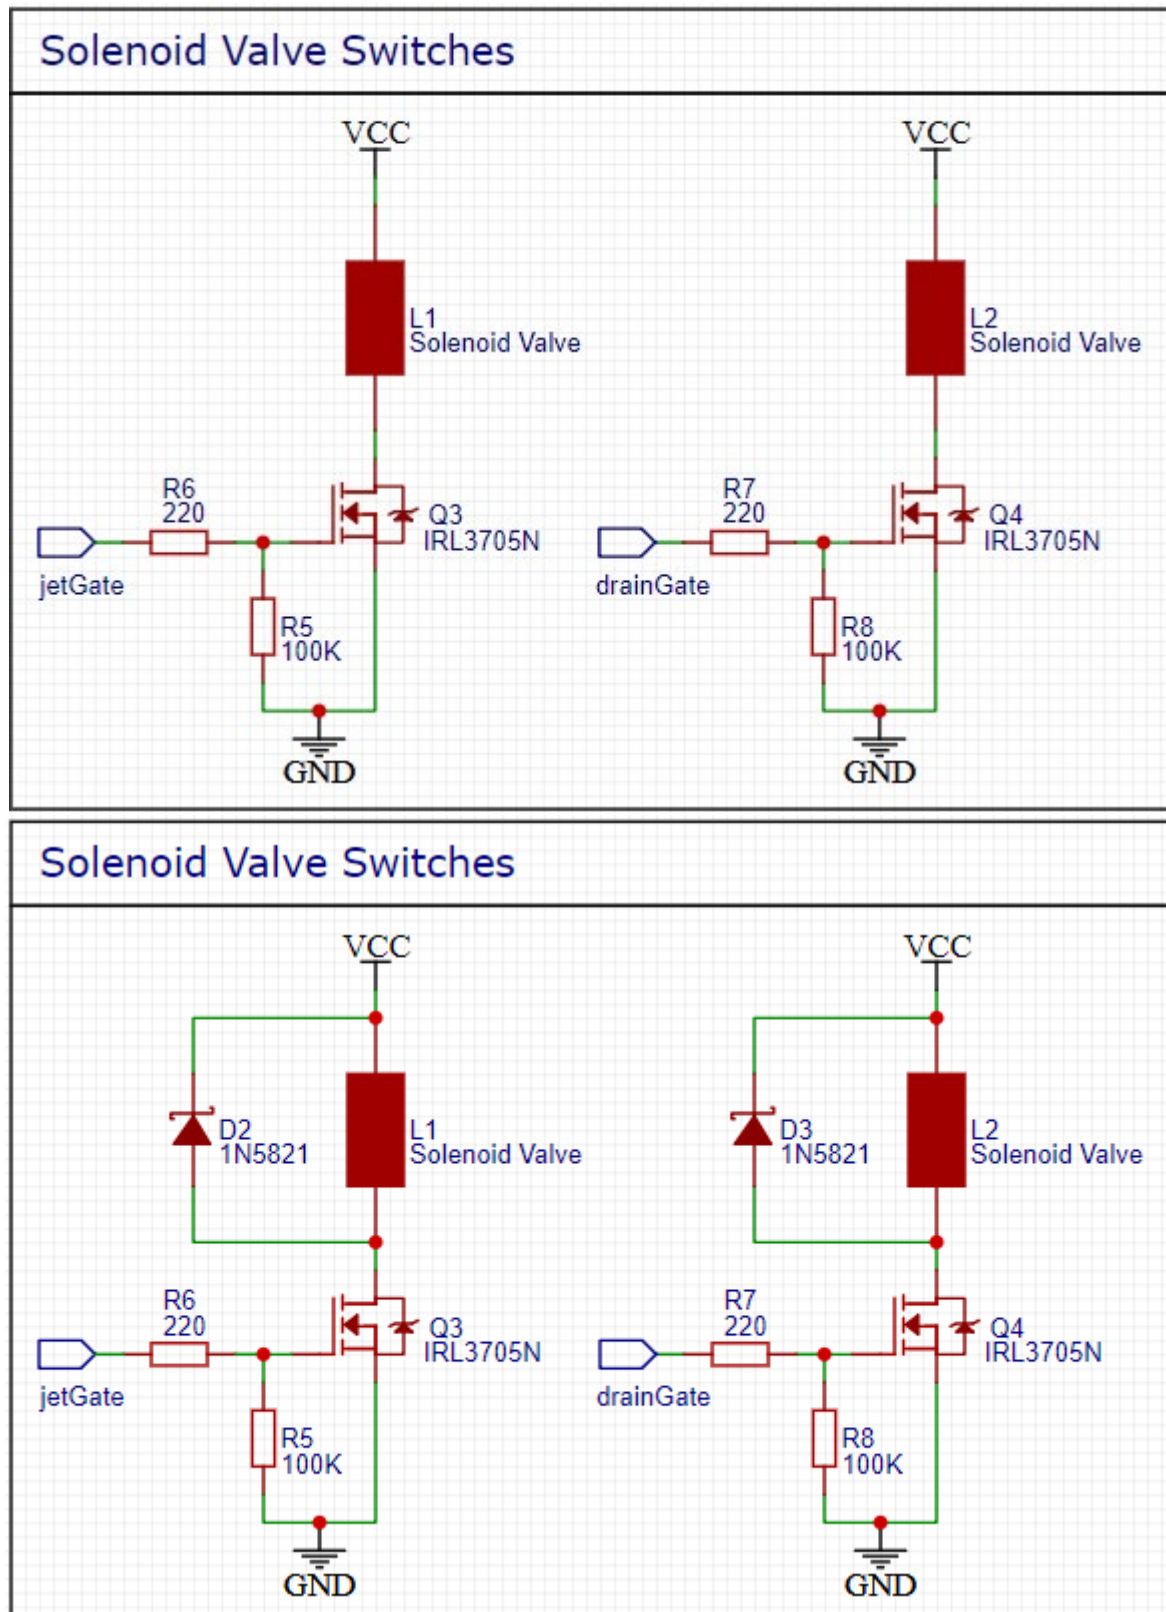 Solenoid Valve Switches
VCC
VCC
L1
Solenoid Valve
L2
Solenoid Valve
R6
220
Q3
IRL3705N
R7
220
Q4
IRL3705N
jetGate
drainGate
R5
100K
R8
100K
GND
GND
Solenoid Valve Switches
VCC
VCC
D2
1N5821
L1
Solenoid Valve
D3
1N5821
L2
Solenoid Valve
R6
220
Q3
IRL3705N
R7
220
Q4
IRL3705N
jetGate
drainGate
R5
100K
R8
100K
GND
GND